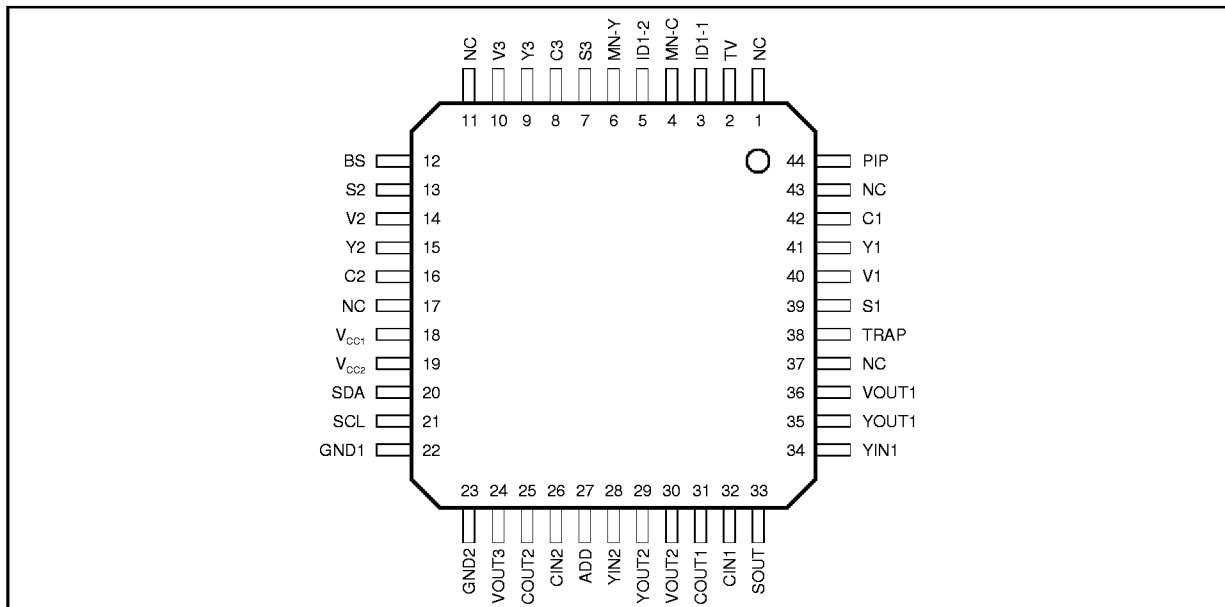 NC V3 Y3 C3 S3 MN-Y ID1-2 MN-C ID1-1 TV NC
11 10 9 8 7 6 5 4 3 2 1
BS 12 44 PIP
S2 13 43 NC
V2 14 42 C1
Y2 15 41 Y1
C2 16 40 V1
NC 17 39 S1
VCC1 18 38 TRAP
VCC2 19 37 NC
SDA 20 36 VOUT1
SCL 21 35 YOUT1
GND1 22 34 YIN1
23 24 25 26 27 28 29 30 31 32 33
GND2 VOUT3 COUT2 CIN2 ADD YIN2 YOUT2 VOUT2 COUT1 CIN1 SOUT